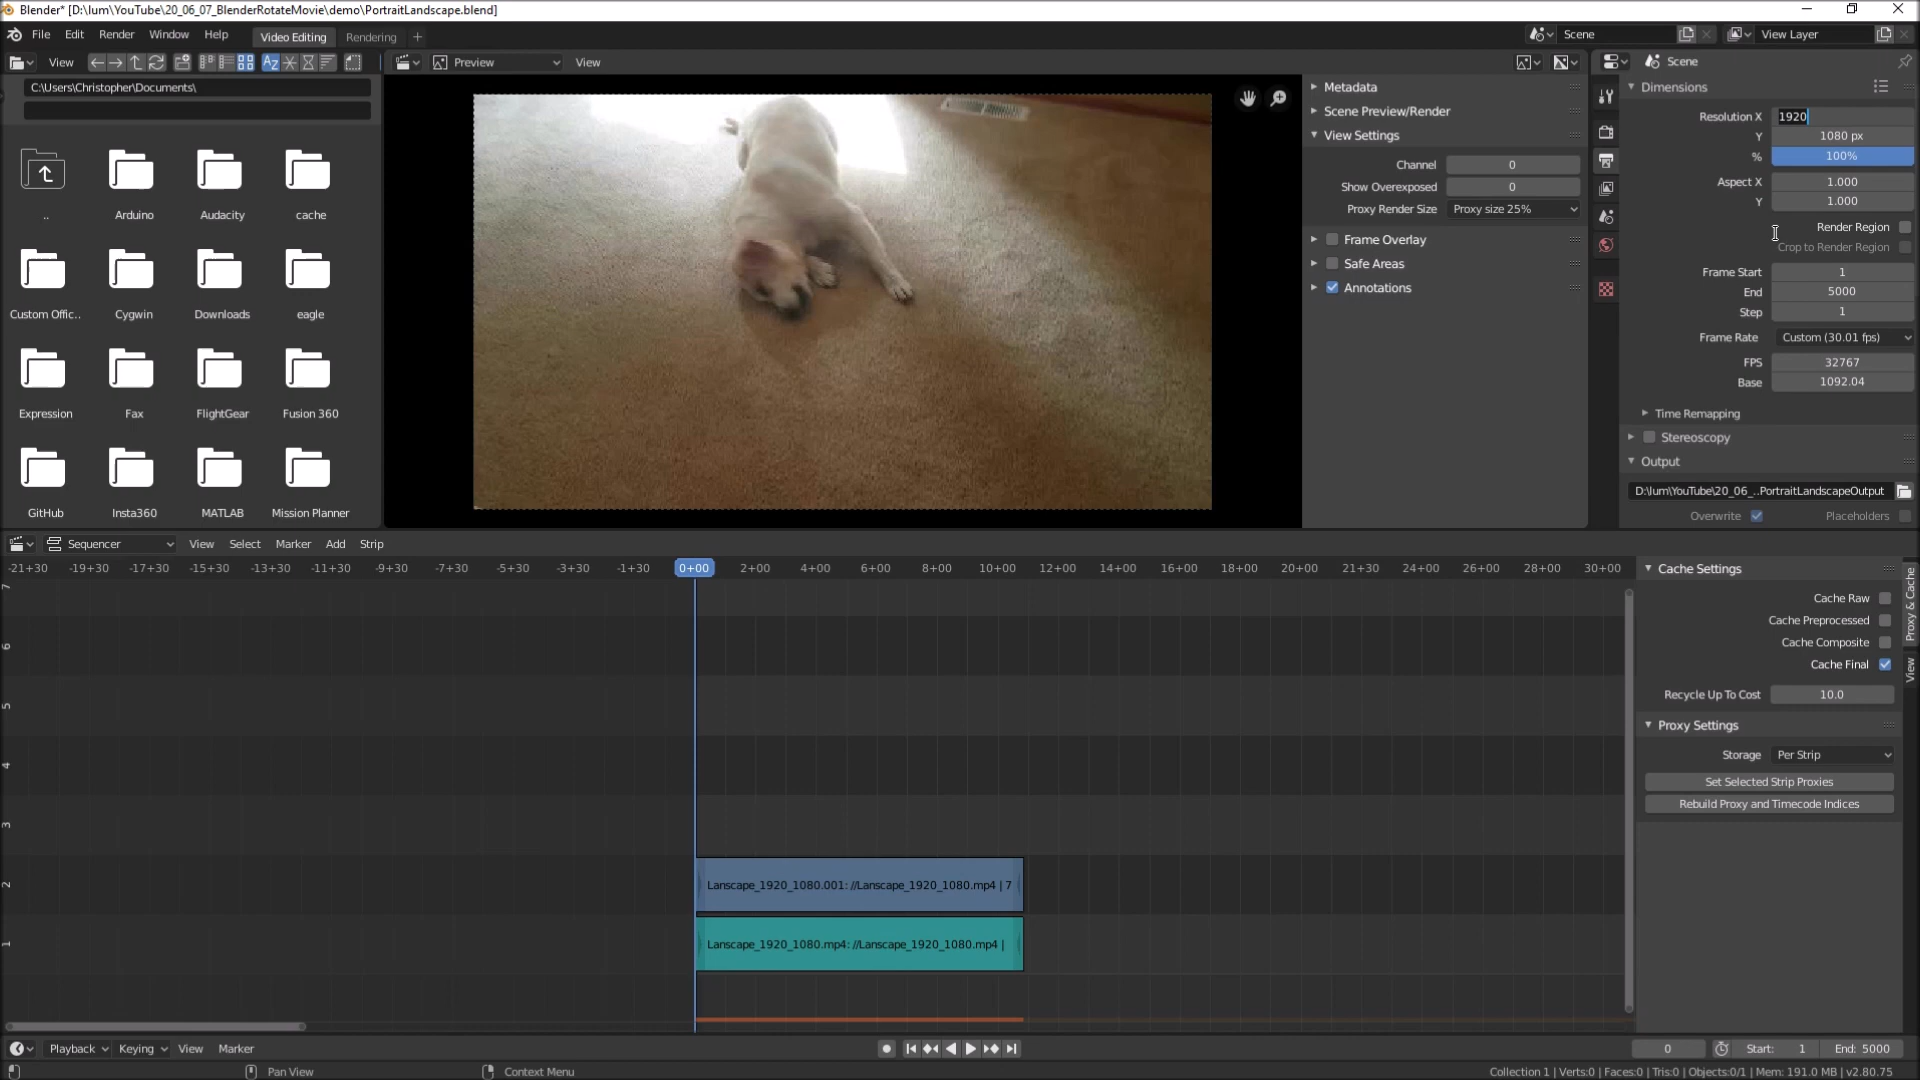 Blender* [D:\lum\YouTube\20_06_07_BlenderRotateMovie\demo\PortraitLandscape.blend]
File Edit Render Window Help Video Editing Rendering + Scene View Layer
View Preview View Scene
C:\Users\Christopher\Documents\
..
Arduino
Audacity
cache
Custom Offic..
Cygwin
Downloads
eagle
Expression
Fax
FlightGear
Fusion 360
GitHub
Insta360
MATLAB
Mission Planner
Metadata
Scene Preview/Render
View Settings
Channel 0
Show Overexposed 0
Proxy Render Size Proxy size 25%
Frame Overlay
Safe Areas
Annotations
Dimensions
Resolution X 1920
Y 1080 px
% 100%
Aspect X 1.000
Y 1.000
Render Region
Crop to Render Region
Frame Start 1
End 5000
Step 1
Frame Rate Custom (30.01 fps)
FPS 32767
Base 1092.04
Time Remapping
Stereoscopy
Output
D:\lum\YouTube\20_06_..PortraitLandscapeOutput
Overwrite Placeholders
Sequencer View Select Marker Add Strip
-21+30 -19+30 -17+30 -15+30 -13+30 -11+30 -9+30 -7+30 -5+30 -3+30 -1+30 0+00 2+00 4+00 6+00 8+00 10+00 12+00 14+00 16+00 18+00 20+00 21+30 24+00 26+00 28+00 30+00
7
6
5
4
3
2
1
Lanscape_1920_1080.001: //Lanscape_1920_1080.mp4 | 7
Lanscape_1920_1080.mp4: //Lanscape_1920_1080.mp4 |
Cache Settings
Cache Raw
Cache Preprocessed
Cache Composite
Cache Final
Recycle Up To Cost 10.0
Proxy Settings
Storage Per Strip
Set Selected Strip Proxies
Rebuild Proxy and Timecode Indices
Proxy & Cache
View
Playback Keying View Marker 0 Start: 1 End: 5000
Pan View Context Menu Collection 1 | Verts:0 | Faces:0 | Tris:0 | Objects:0/1 | Mem: 191.0 MB | v2.80.75